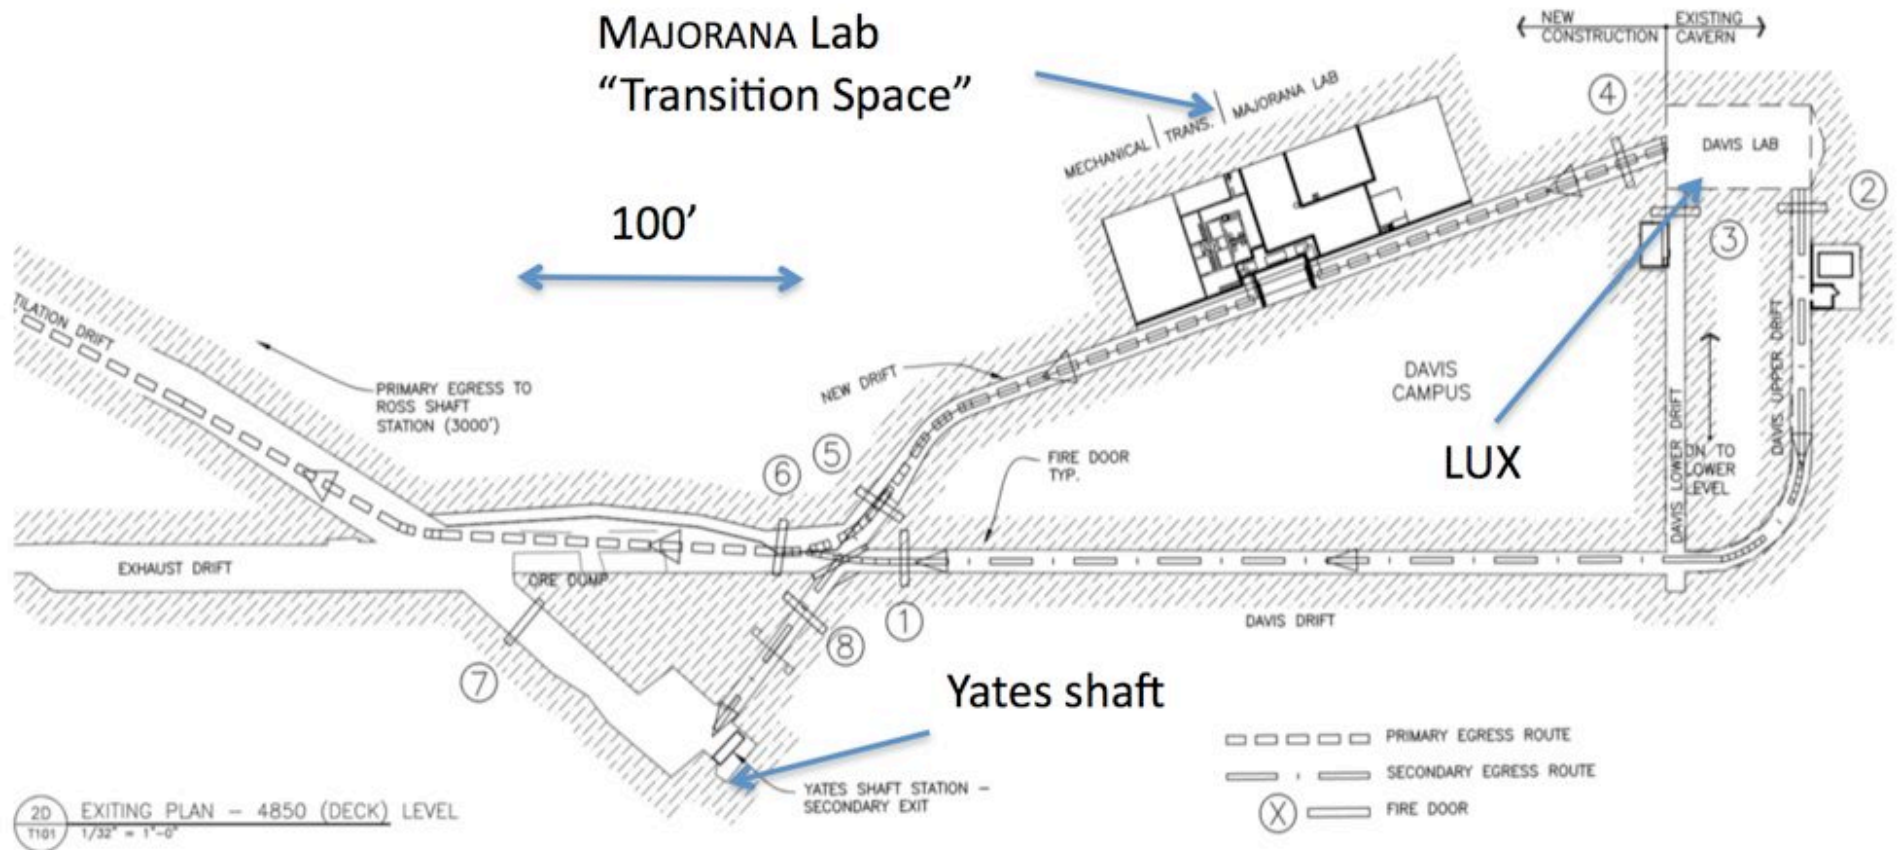 MAJORANA Lab
“Transition Space”
NEW
CONSTRUCTION
EXISTING
CAVERN
MECHANICAL
TRANS.
MAJORANA LAB
4
DAVIS LAB
2
3
100’
TILATION DRIFT
PRIMARY EGRESS TO
ROSS SHAFT
STATION (3000')
NEW DRIFT
DAVIS
CAMPUS
LUX
DAVIS LOWER DRIFT
DN TO
LOWER
LEVEL
DAVIS UPPER DRIFT
5
6
FIRE DOOR
TYP.
EXHAUST DRIFT
ORE DUMP
1
8
7
DAVIS DRIFT
Yates shaft
YATES SHAFT STATION –
SECONDARY EXIT
PRIMARY EGRESS ROUTE
SECONDARY EGRESS ROUTE
X
FIRE DOOR
2D
T101
EXITING PLAN – 4850 (DECK) LEVEL
1/32" = 1'-0"